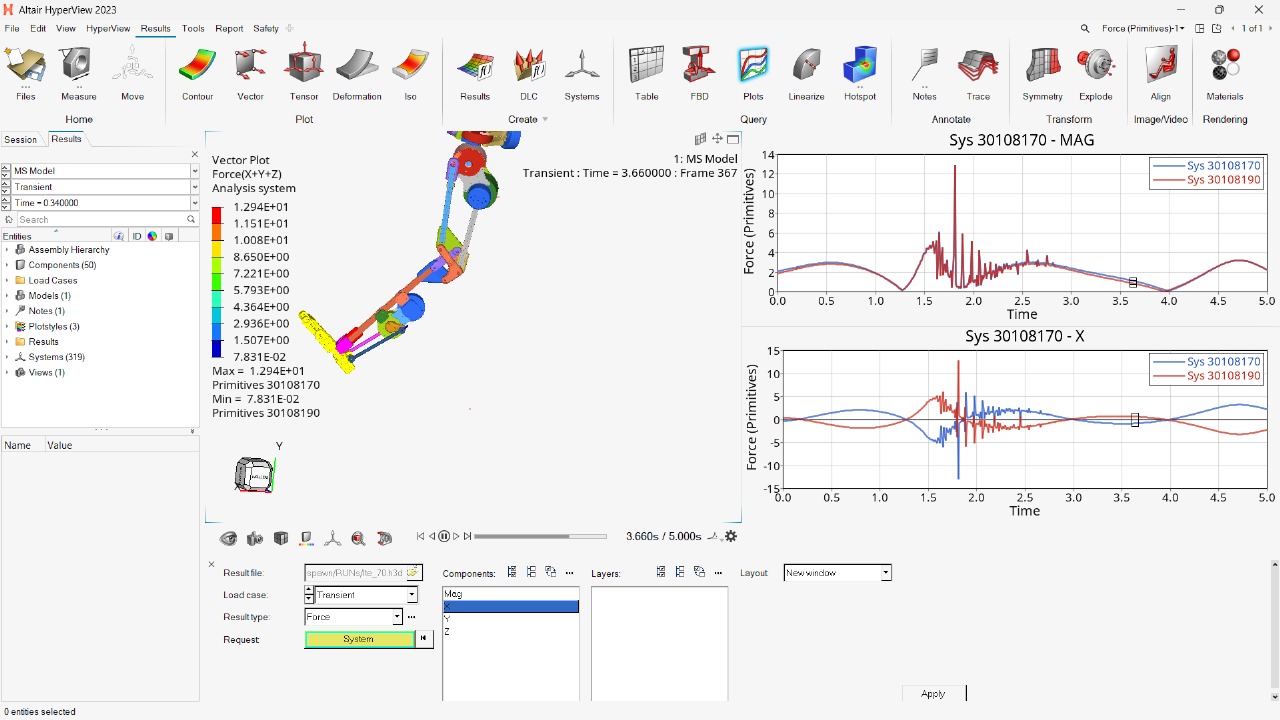 Altair HyperView 2023
File Edit View HyperView Results Tools Report Safety
Force (Primitives)-1
1 of 1
Files Measure Move Contour Vector Tensor Deformation Iso Results DLC Systems Table FBD Plots Linearize Hotspot Notes Trace Symmetry Explode Align Materials
Home Plot Create Query Annotate Transform Image/Video Rendering
Session Results
MS Model
Transient
Time = 0.340000
Search
Entities ID
Assembly Hierarchy
Components (50)
Load Cases
Models (1)
Notes (1)
Plotstyles (3)
Results
Systems (319)
Views (1)
Name Value
0 entities selected
Vector Plot
Force(X+Y+Z)
Analysis system
1.294E+01
1.151E+01
1.008E+01
8.650E+00
7.221E+00
5.793E+00
4.364E+00
2.936E+00
1.507E+00
7.831E-02
Max = 1.294E+01
Primitives 30108170
Min = 7.831E-02
Primitives 30108190
1: MS Model
Transient : Time = 3.660000 : Frame 367
Y
3.660s / 5.000s
Sys 30108170 - MAG
Force (Primitives)
14
12
10
8
6
4
2
0
0.0 0.5 1.0 1.5 2.0 2.5 3.0 3.5 4.0 4.5 5.0
Time
Sys 30108170
Sys 30108190
Sys 30108170 - X
Force (Primitives)
15
10
5
0
-5
-10
-15
0.0 0.5 1.0 1.5 2.0 2.5 3.0 3.5 4.0 4.5 5.0
Time
Sys 30108170
Sys 30108190
Result file: spawn/RUNs/Ite_70.h3d
Load case: Transient
Result type: Force
Request: System
Components:
Mag
X
Y
Z
Layers:
Layout New window
Apply